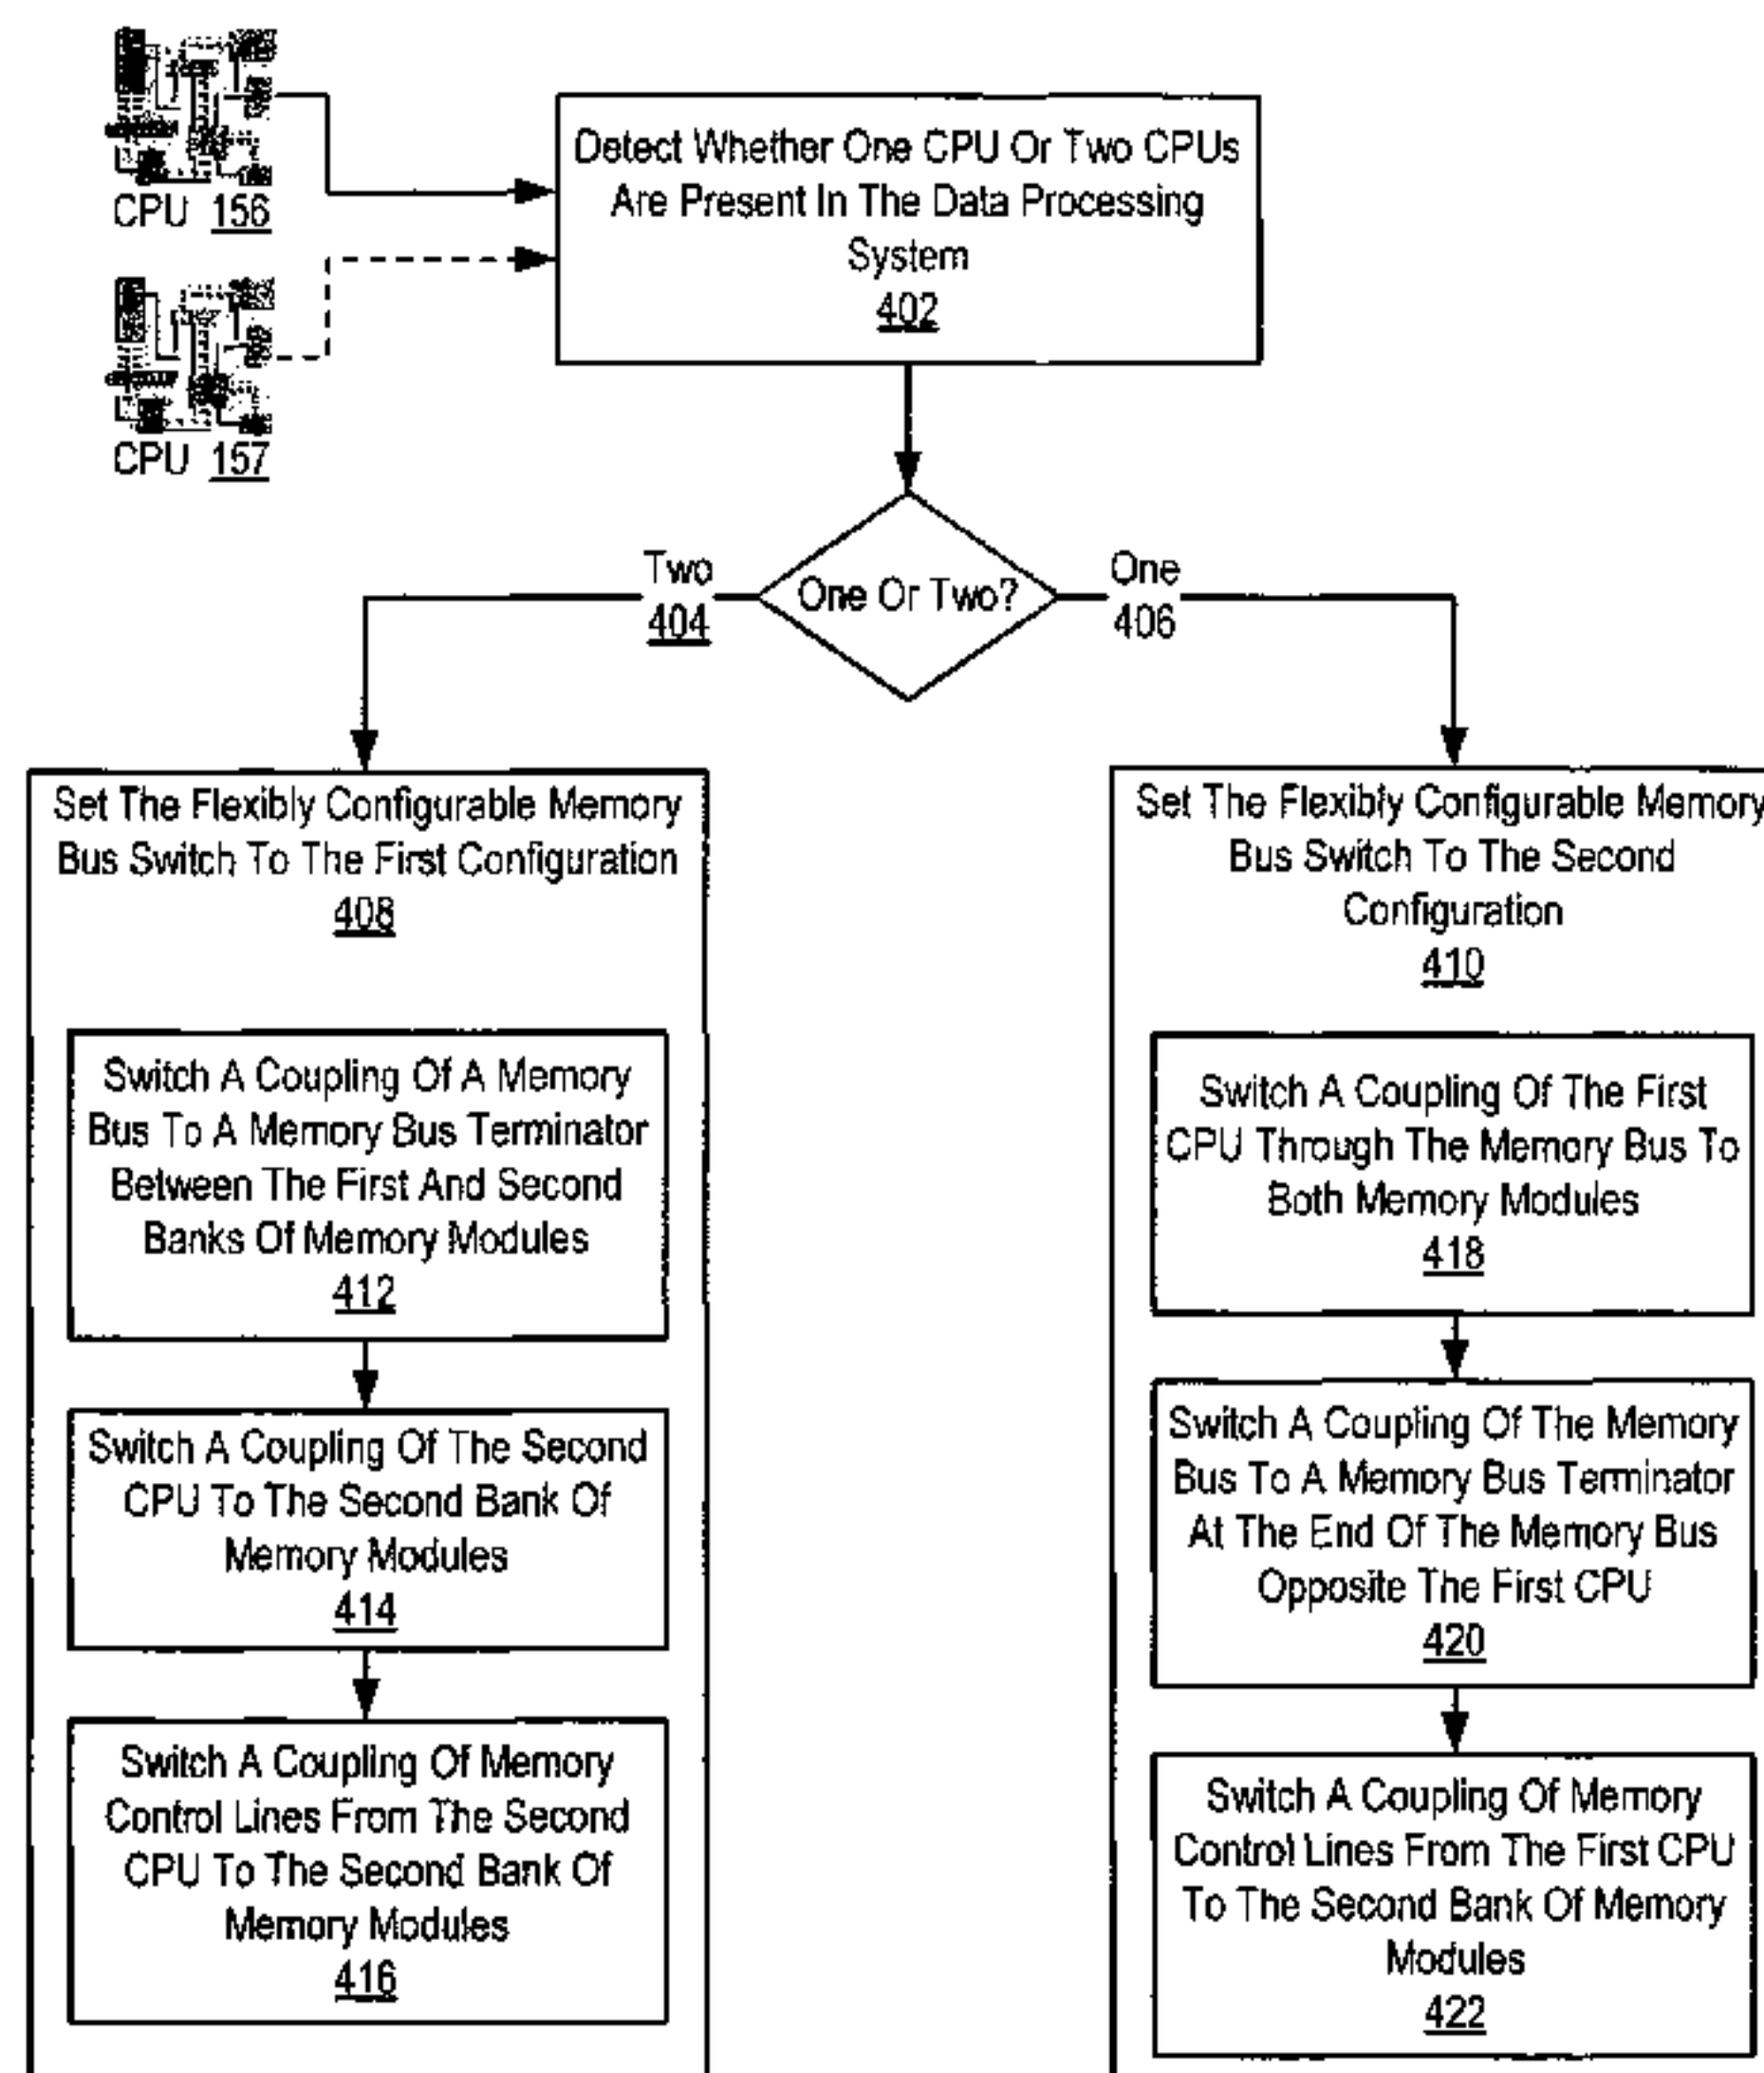 CPU 156
CPU 157
Detect Whether One CPU Or Two CPUs
Are Present In The Data Processing
System
402
One Or Two?
Two
404
One
406
Set The Flexibly Configurable Memory
Bus Switch To The First Configuration
408
Switch A Coupling Of A Memory
Bus To A Memory Bus Terminator
Between The First And Second
Banks Of Memory Modules
412
Switch A Coupling Of The Second
CPU To The Second Bank Of
Memory Modules
414
Switch A Coupling Of Memory
Control Lines From The Second
CPU To The Second Bank Of
Memory Modules
416
Set The Flexibly Configurable Memory
Bus Switch To The Second
Configuration
410
Switch A Coupling Of The First
CPU Through The Memory Bus To
Both Memory Modules
418
Switch A Coupling Of The Memory
Bus To A Memory Bus Terminator
At The End Of The Memory Bus
Opposite The First CPU
420
Switch A Coupling Of Memory
Control Lines From The First CPU
To The Second Bank Of Memory
Modules
422